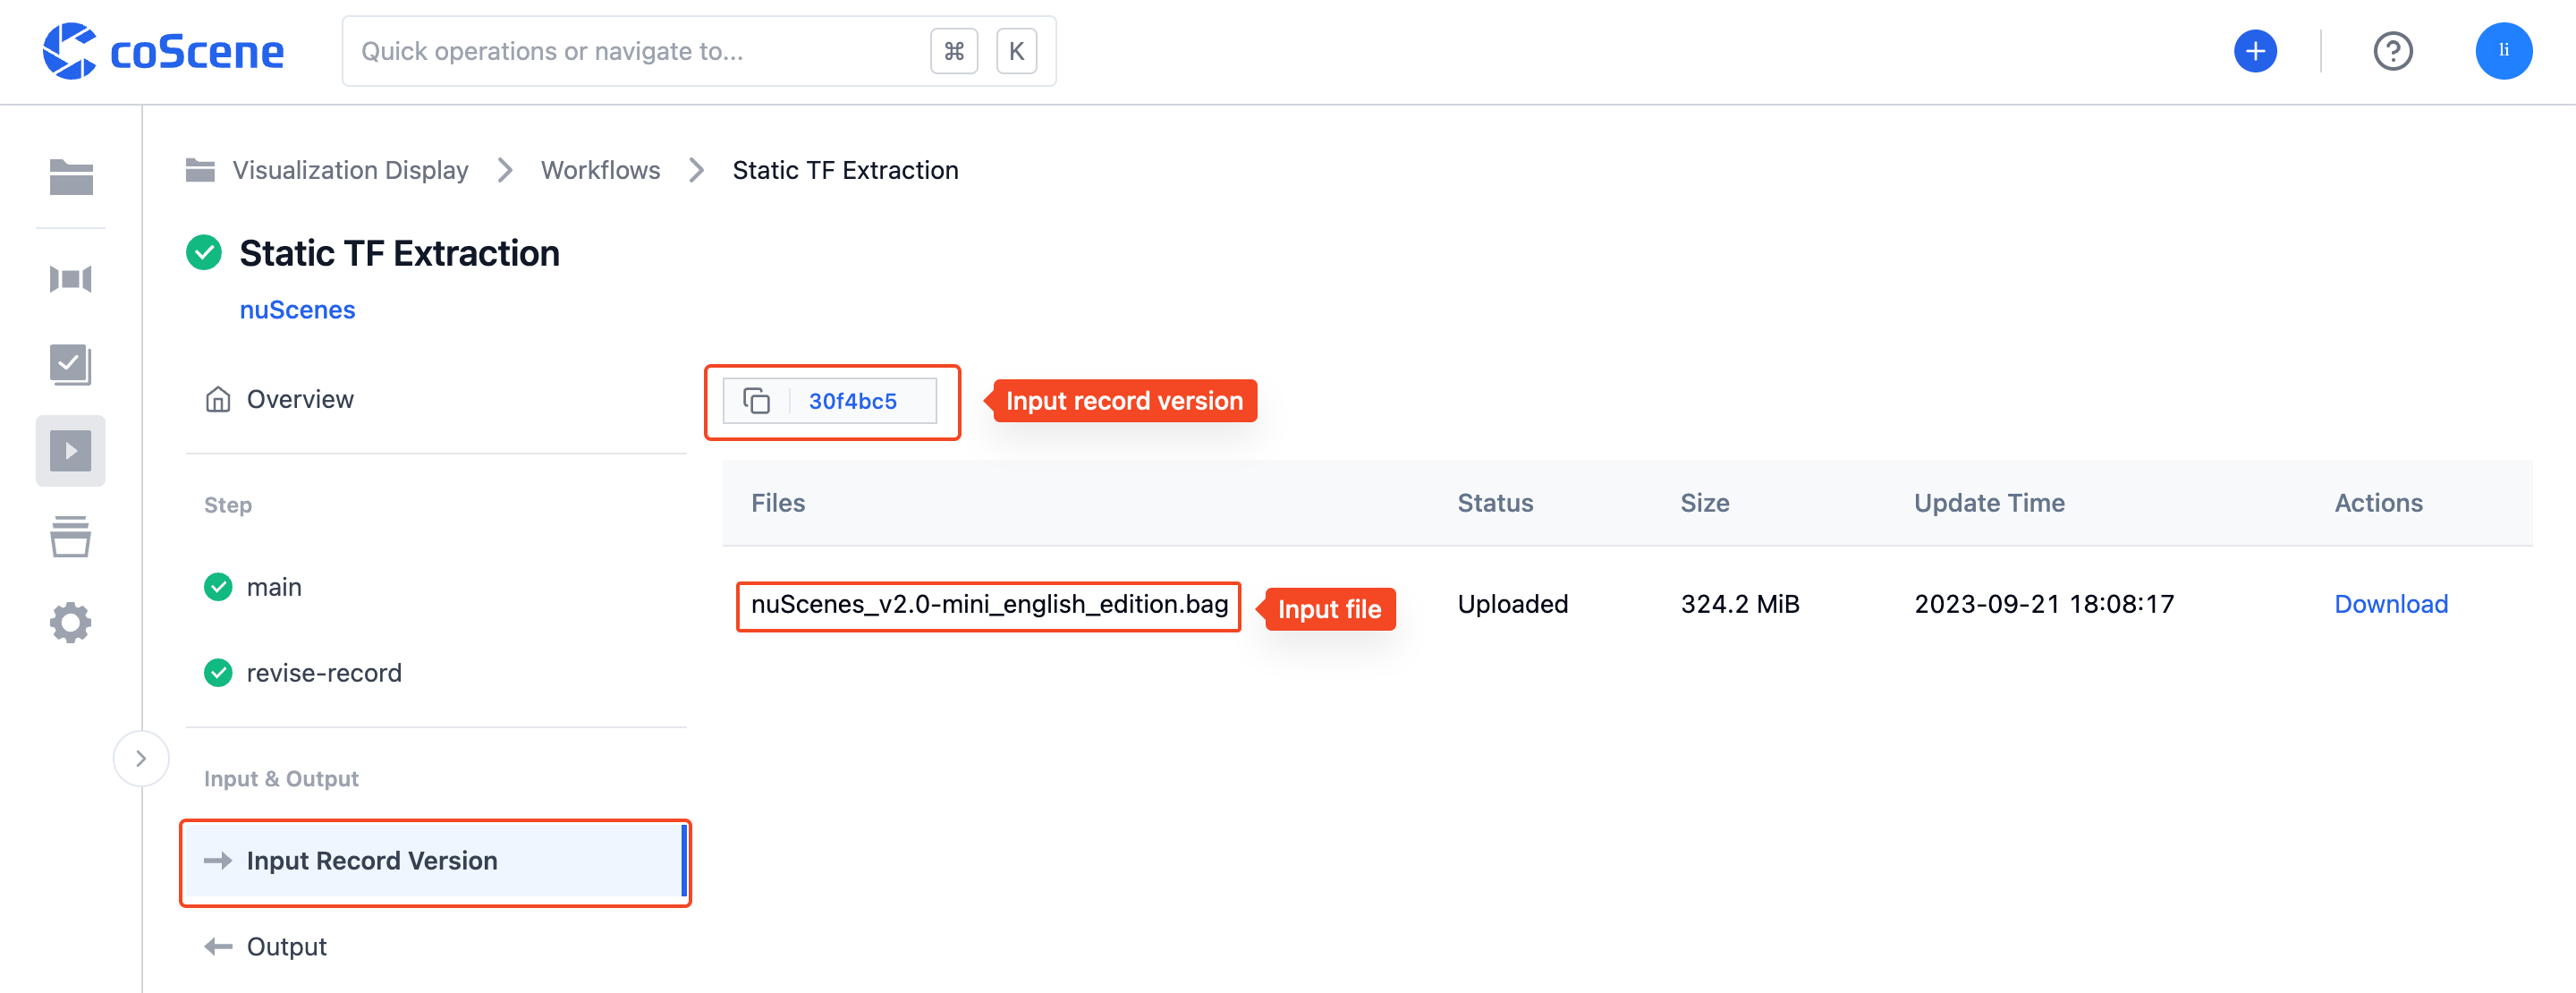 coScene
Quick operations or navigate to... ⌘ K
li
Visualization Display > Workflows > Static TF Extraction
Static TF Extraction
nuScenes
Overview
30f4bc5
Input record version
Files Status Size Update Time Actions
nuScenes_v2.0-mini_english_edition.bag
Input file
Uploaded 324.2 MiB 2023-09-21 18:08:17 Download
Step
main
revise-record
Input & Output
Input Record Version
Output